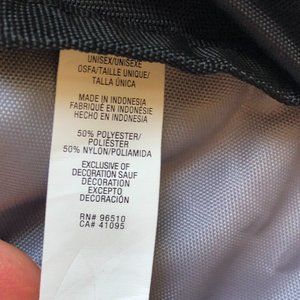 UNISEX/UNISEXE
OSFA/TAILLE UNIQUE/
TALLA ÚNICA
MADE IN INDONESIA
FABRIQUÉ EN INDONÉSIE
HECHO EN INDONESIA
50% POLYESTER/
POLIÉSTER
50% NYLON/POLIAMIDA
EXCLUSIVE OF
DECORATION SAUF
DÉCORATION
EXCEPTO
DECORACIÓN
RN# 96510
CA# 41095